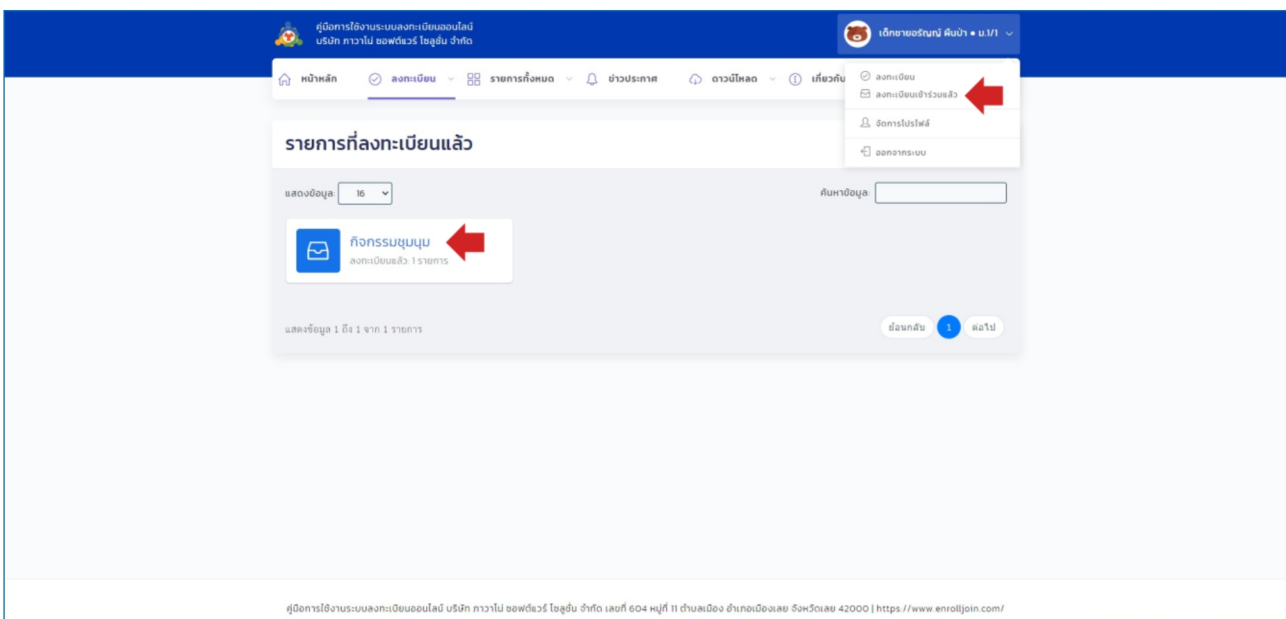 คู่มือการใช้งานระบบลงทะเบียนออนไลน์
บริษัท ภาวาโน่ ซอฟต์แวร์ โซลูชั่น จำกัด
เด็กชายอรัญญ์ ผืนป่า • ม.1/1
หน้าหลัก ลงทะเบียน รายการทั้งหมด ข่าวประกาศ ดาวน์โหลด เกี่ยวกับ
ลงทะเบียน
ลงทะเบียนเข้าร่วมแล้ว
จัดการโปรไฟล์
ออกจากระบบ
รายการที่ลงทะเบียนแล้ว
แสดงข้อมูล: 16 ค้นหาข้อมูล:
กิจกรรมชุมนุม
ลงทะเบียนแล้ว: 1 รายการ
แสดงข้อมูล 1 ถึง 1 จาก 1 รายการ ย้อนกลับ 1 ต่อไป
คู่มือการใช้งานระบบลงทะเบียนออนไลน์ บริษัท ภาวาโน่ ซอฟต์แวร์ โซลูชั่น จำกัด เลขที่ 604 หมู่ที่ 11 ตำบลเมือง อำเภอเมืองเลย จังหวัดเลย 42000 | https://www.enrolljoin.com/